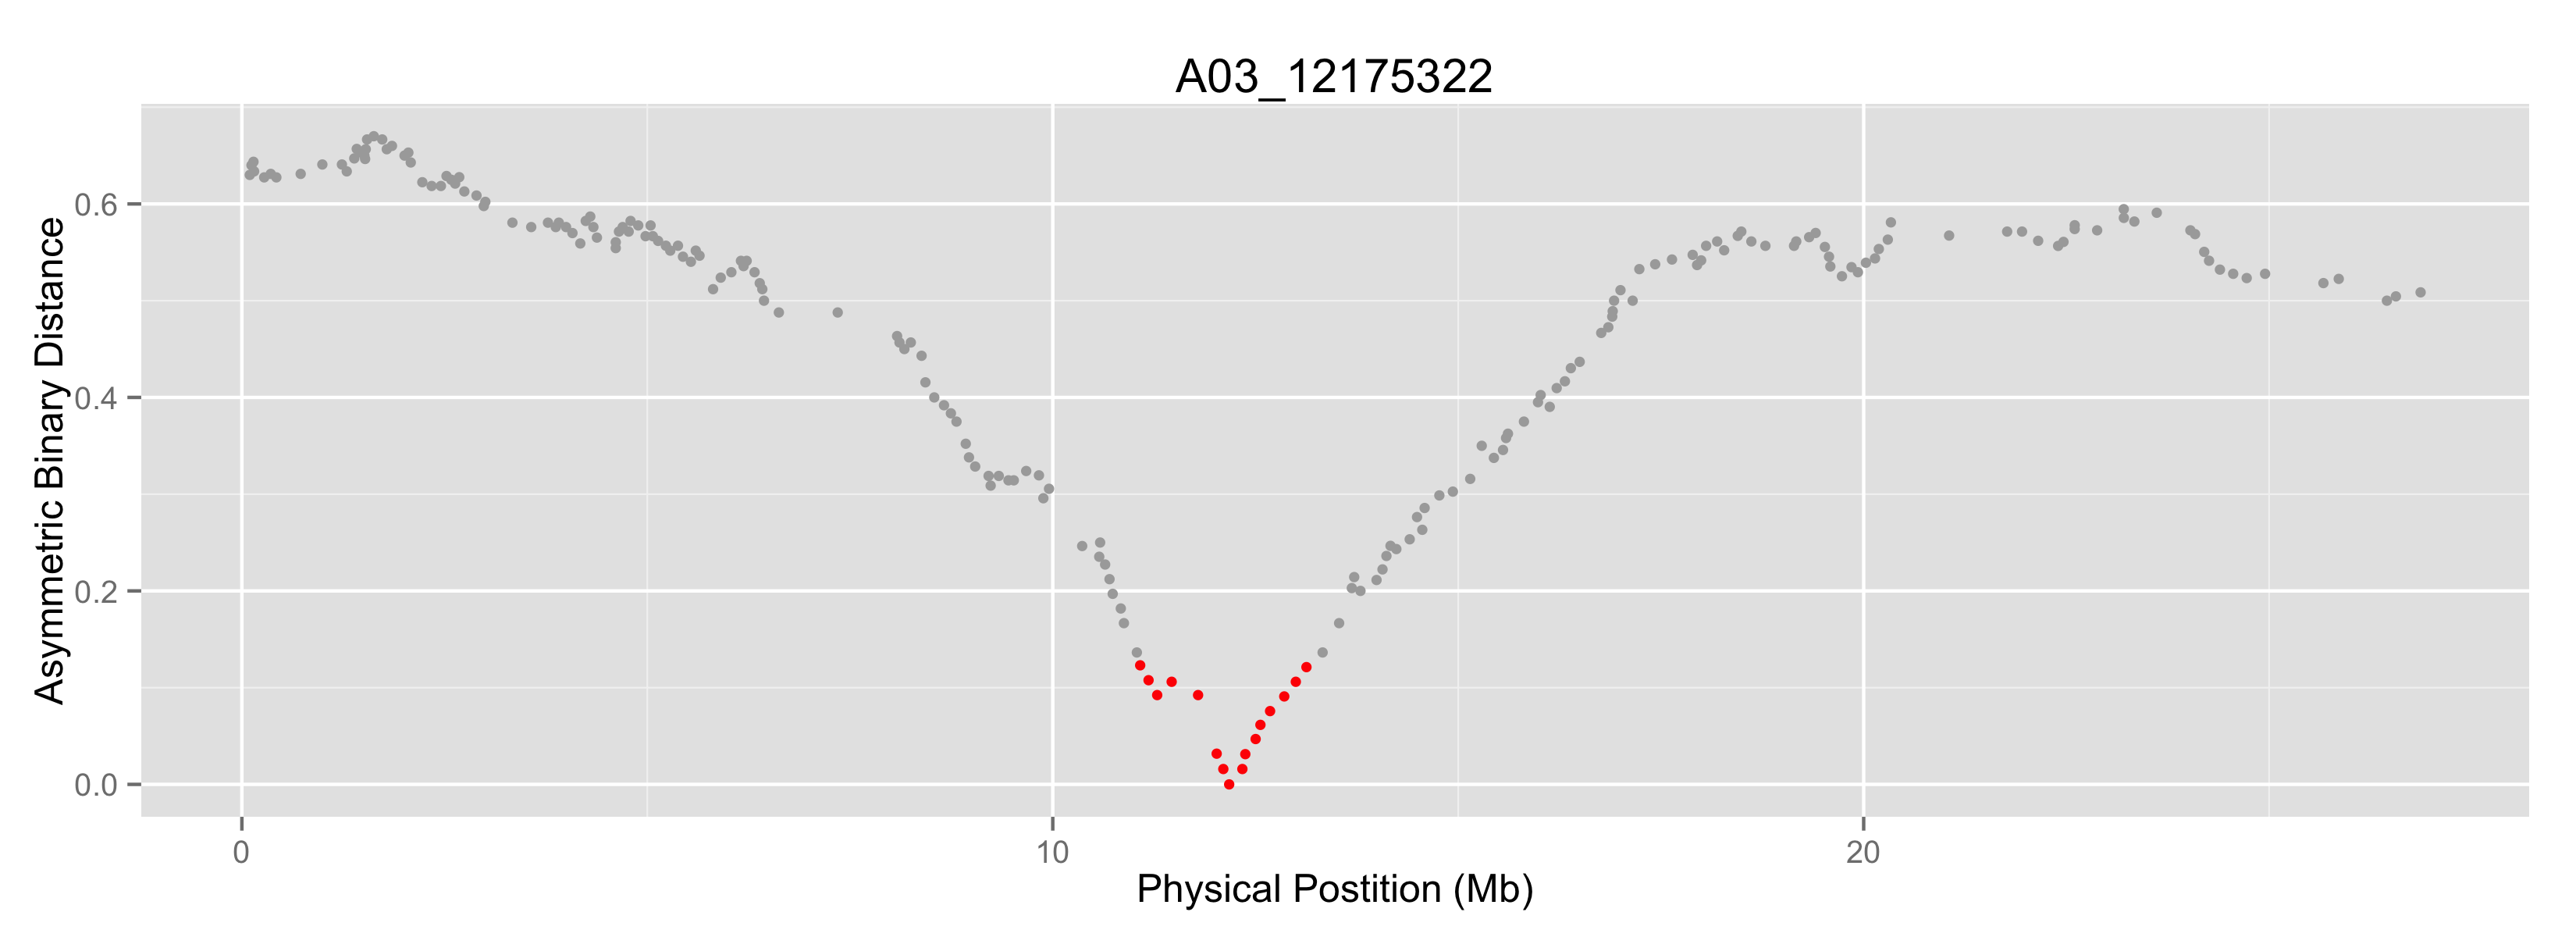 A03_12175322
Asymmetric Binary Distance
0.6
0.4
0.2
0.0
0
10
20
Physical Postition (Mb)